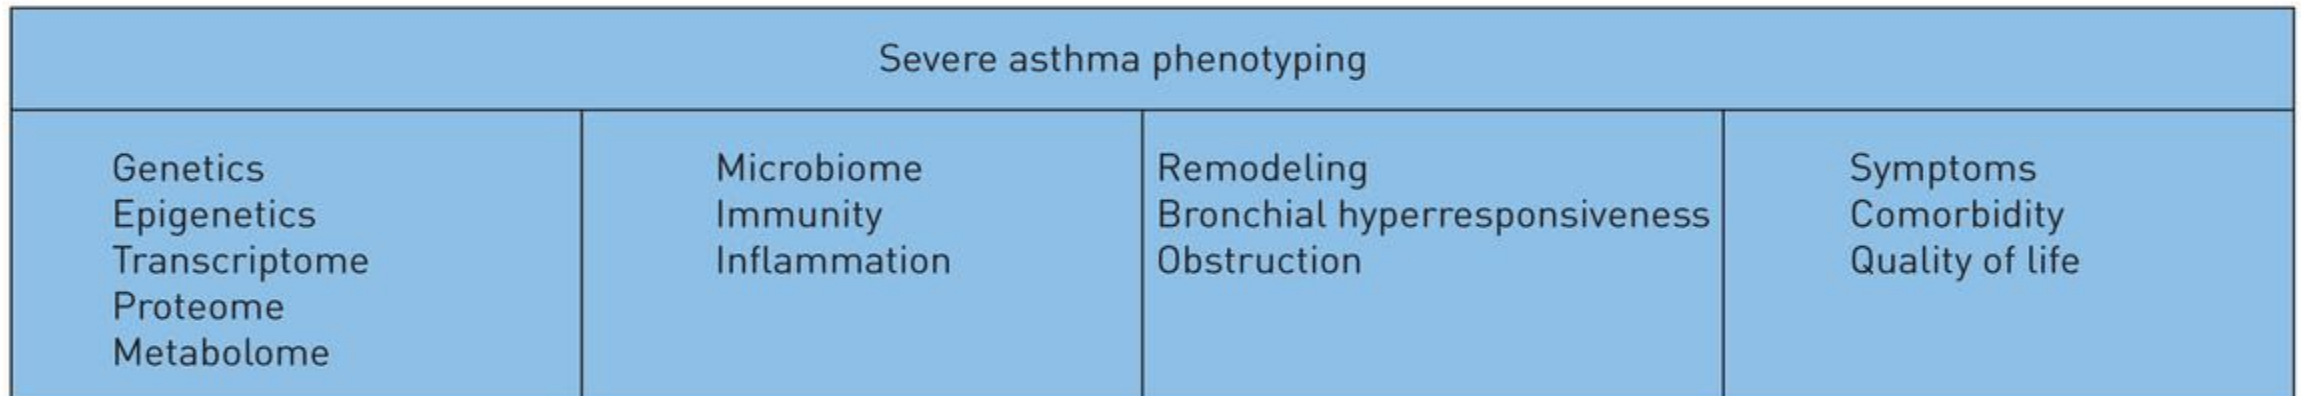 Severe asthma phenotyping
Genetics
Epigenetics
Transcriptome
Proteome
Metabolome
Microbiome
Immunity
Inflammation
Remodeling
Bronchial hyperresponsiveness
Obstruction
Symptoms
Comorbidity
Quality of life